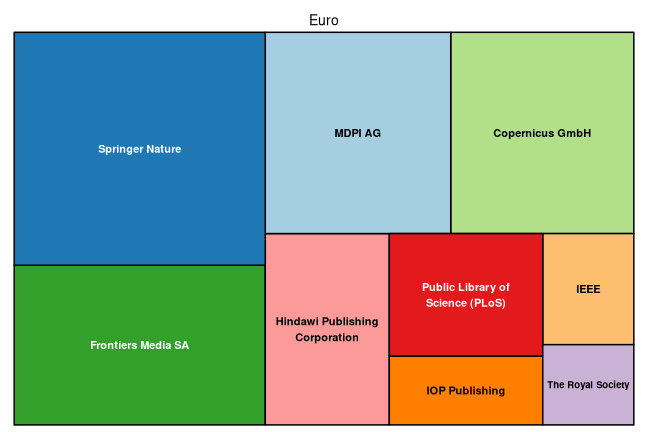 Euro
Springer Nature
MDPI AG
Copernicus GmbH
Frontiers Media SA
Hindawi Publishing
Corporation
Public Library of
Science (PLoS)
IEEE
IOP Publishing
The Royal Society